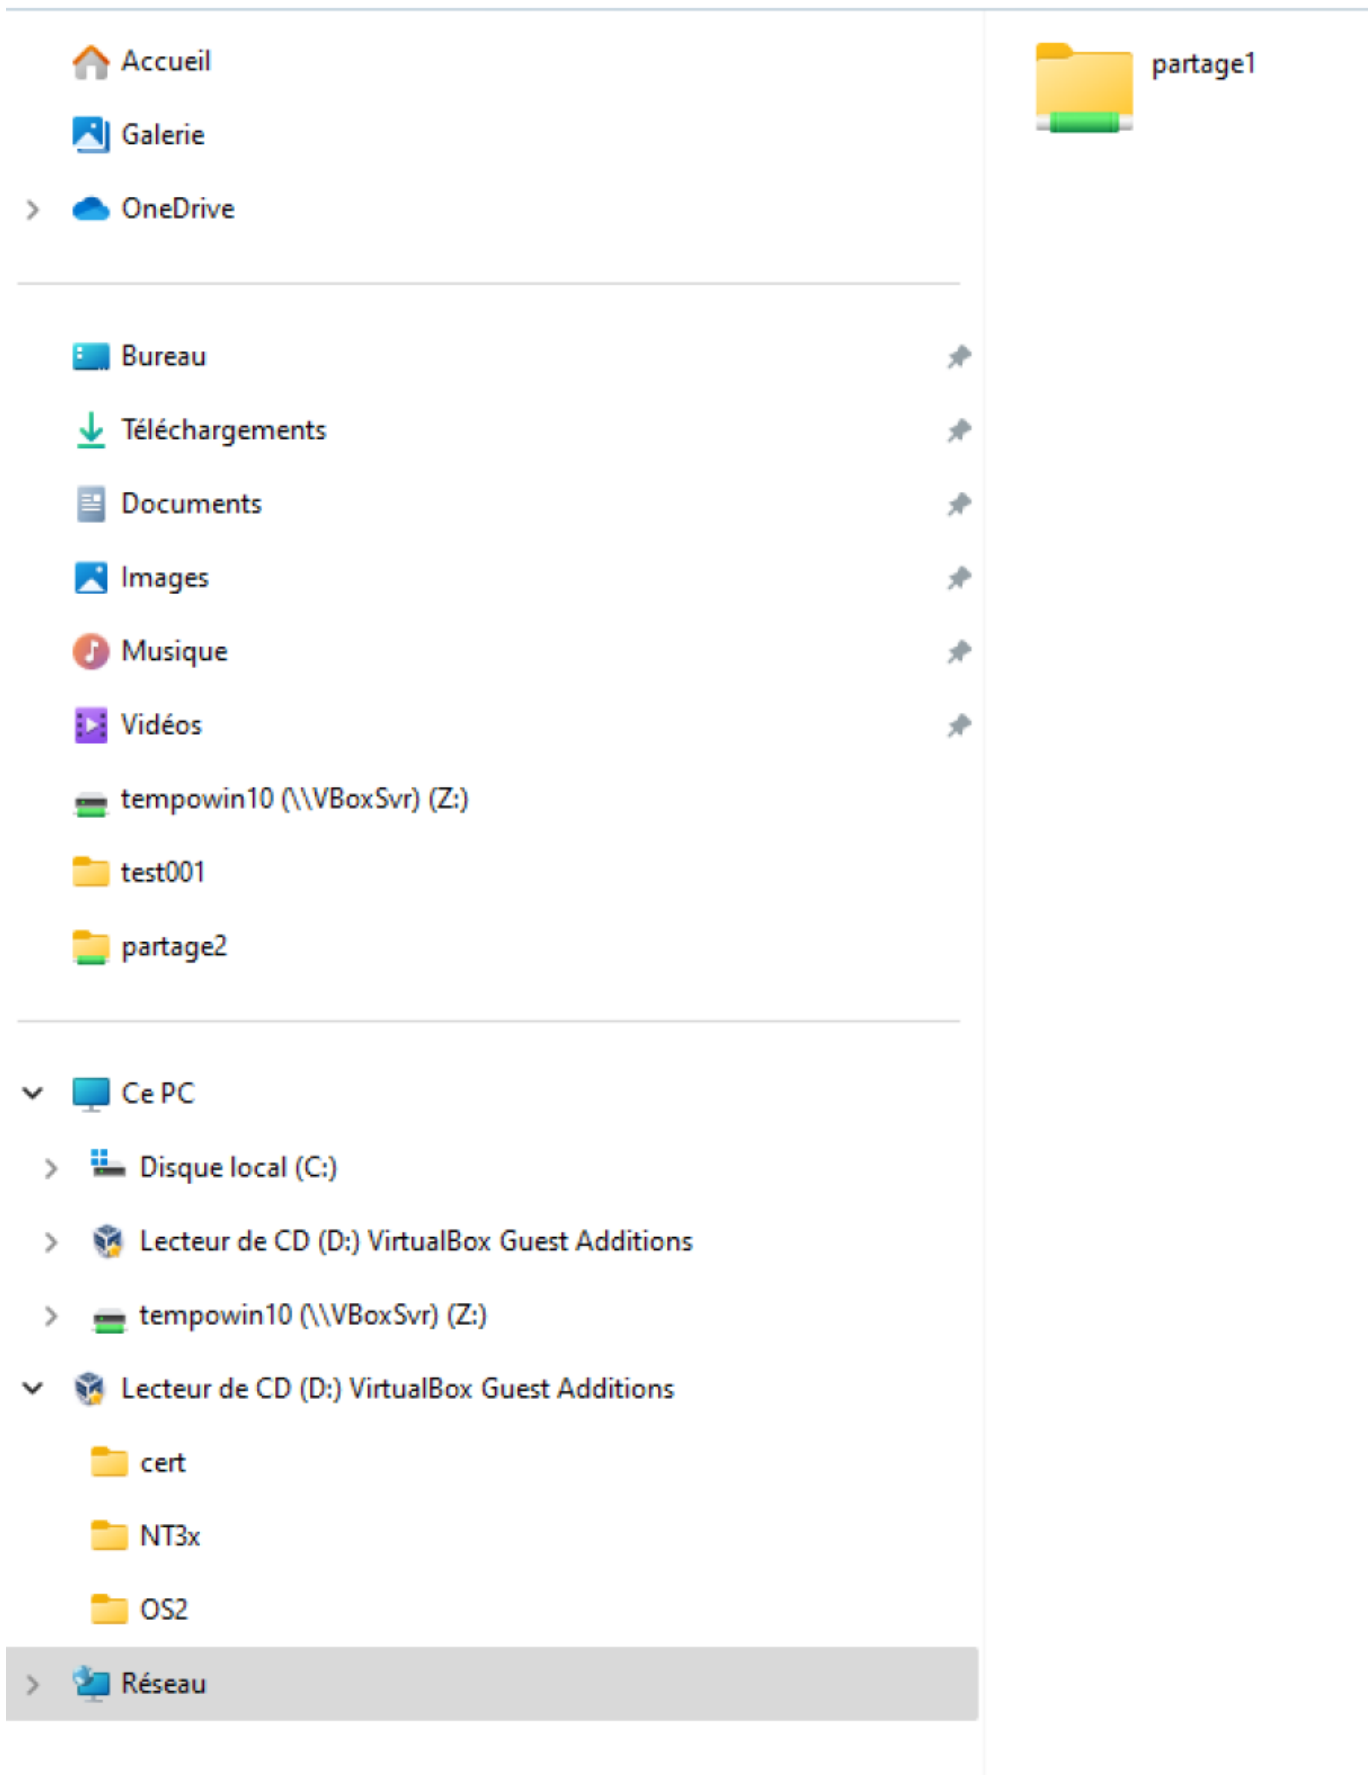 Accueil
Galerie
OneDrive
Bureau
Téléchargements
Documents
Images
Musique
Vidéos
tempowin10 (\\VBoxSvr) (Z:)
test001
partage2
Ce PC
Disque local (C:)
Lecteur de CD (D:) VirtualBox Guest Additions
tempowin10 (\\VBoxSvr) (Z:)
Lecteur de CD (D:) VirtualBox Guest Additions
cert
NT3x
OS2
Réseau
partage1